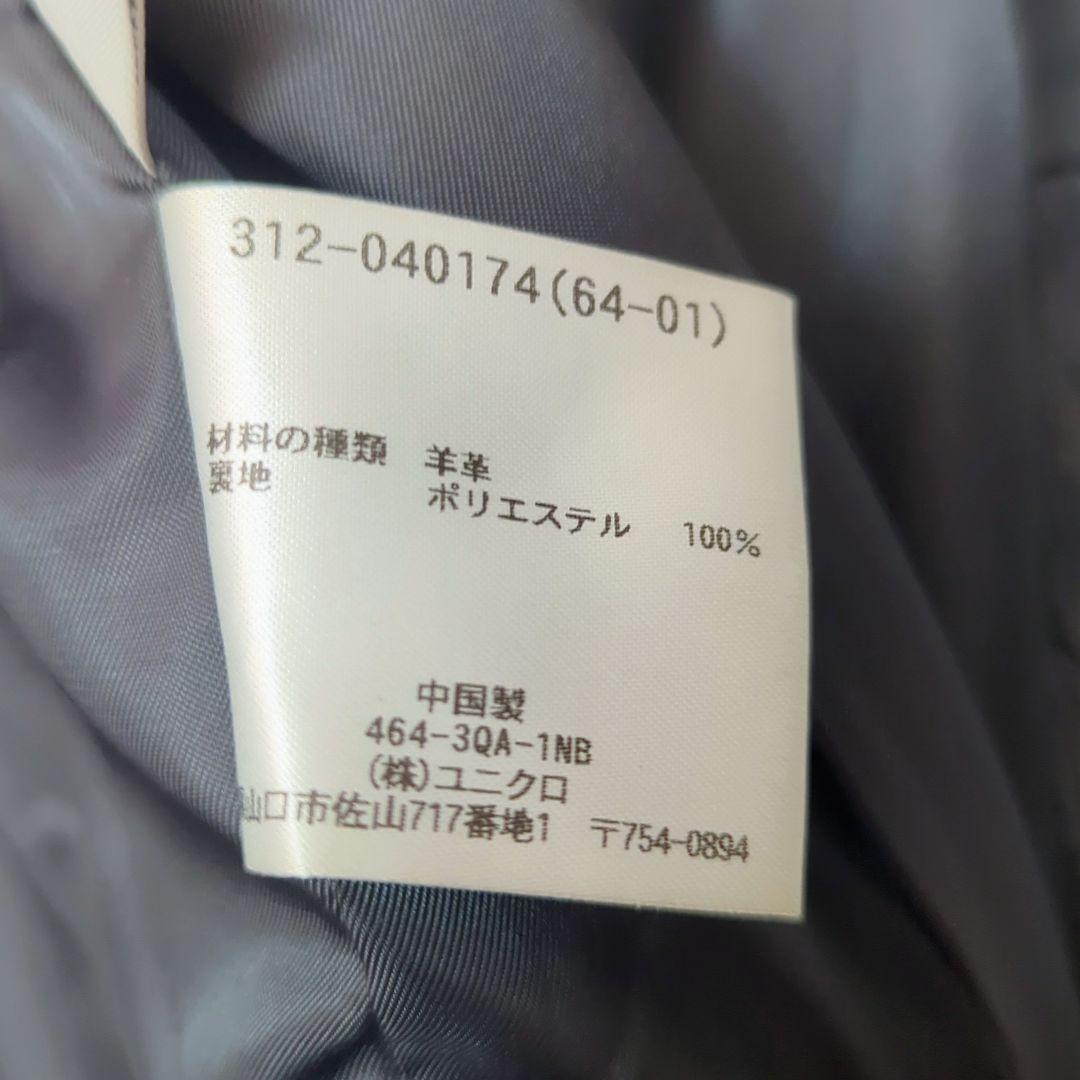 312-040174(64-01)
材料の種類 羊革
裏地 ポリエステル 100%
中国製
464-3QA-1NB
(株)ユニクロ
山口市佐山717番地1 〒754-0894